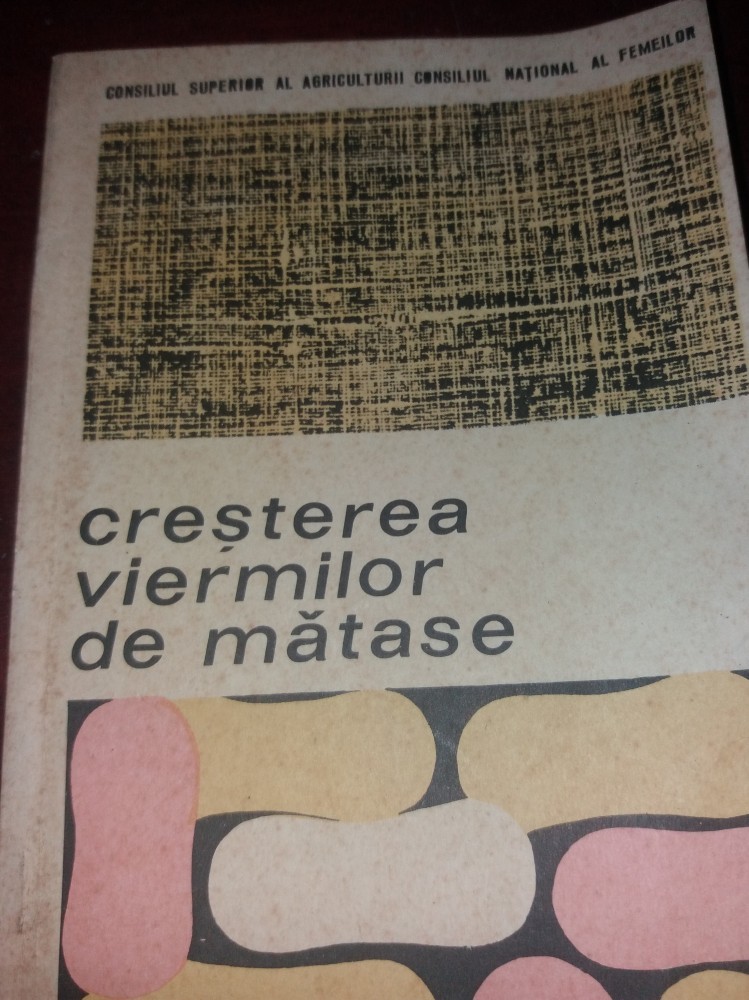 CONSILIUL SUPERIOR AL AGRICULTURII CONSILIUL NAȚIONAL AL FEMEILOR
creșterea
viermilor
de mătase